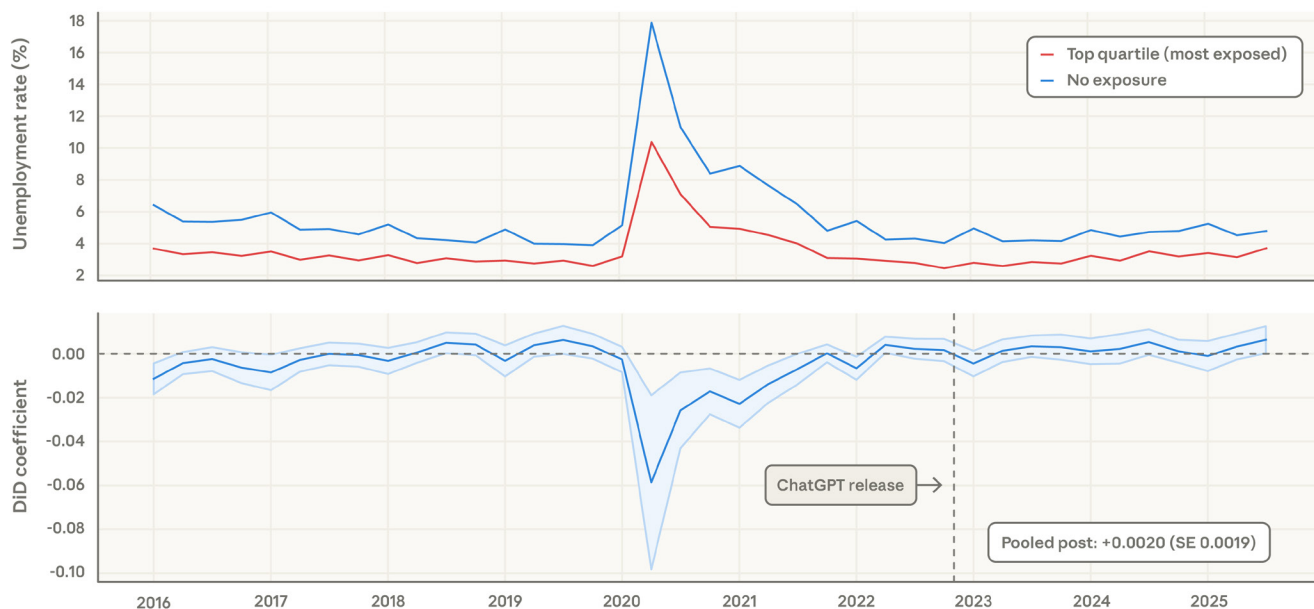 Unemployment rate (%)
18
16
14
12
10
8
6
4
2
Top quartile (most exposed)
No exposure
DiD coefficient
0.00
-0.02
-0.04
-0.06
-0.08
-0.10
ChatGPT release
Pooled post: +0.0020 (SE 0.0019)
2016 2017 2018 2019 2020 2021 2022 2023 2024 2025